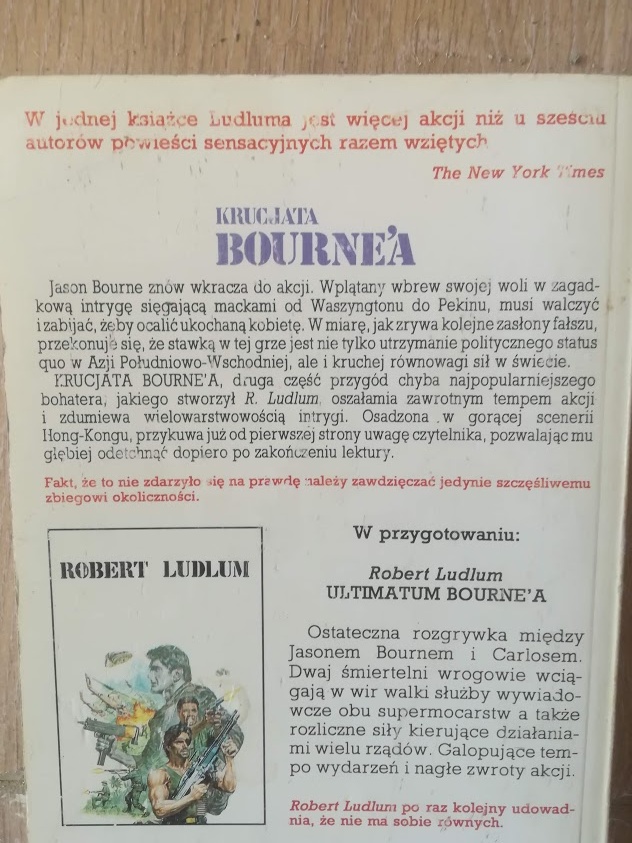 W jednej książce Ludluma jest więcej akcji niż u sześciu
autorów powieści sensacyjnych razem wziętych
The New York Times
KRUCJATA
BOURNE'A
Jason Bourne znów wkracza do akcji. Wplątany wbrew swojej woli w zagad-
kową intrygę sięgającą mackami od Waszyngtonu do Pekinu, musi walczyć
i zabijać, żeby ocalić ukochaną kobietę. W miarę, jak zrywa kolejne zasłony fałszu,
przekonuje się, że stawką w tej grze jest nie tylko utrzymanie politycznego status
quo w Azji Południowo-Wschodniej, ale i kruchej równowagi sił w świecie.
KRUCJATA BOURNE'A, druga część przygód chyba najpopularniejszego
bohatera, jakiego stworzył R. Ludlum, oszałamia zawrotnym tempem akcji
i zdumiewa wielowarstwowością intrygi. Osadzona w gorącej scenerii
Hong-Kongu, przykuwa już od pierwszej strony uwagę czytelnika, pozwalając mu
głębiej odetchnąć dopiero po zakończeniu lektury.
Fakt, że to nie zdarzyło się na prawdę należy zawdzięczać jedynie szczęśliwemu
zbiegowi okoliczności.
ROBERT LUDLUM
W przygotowaniu:
Robert Ludlum
ULTIMATUM BOURNE'A
Ostateczna rozgrywka między
Jasonem Bournem i Carlosem.
Dwaj śmiertelni wrogowie wcią-
gają w wir walki służby wywiado-
wcze obu supermocarstw a także
rozliczne siły kierujące działania-
mi wielu rządów. Galopujące tem-
po wydarzeń i nagłe zwroty akcji.
Robert Ludlum po raz kolejny udowad-
nia, że nie ma sobie równych.